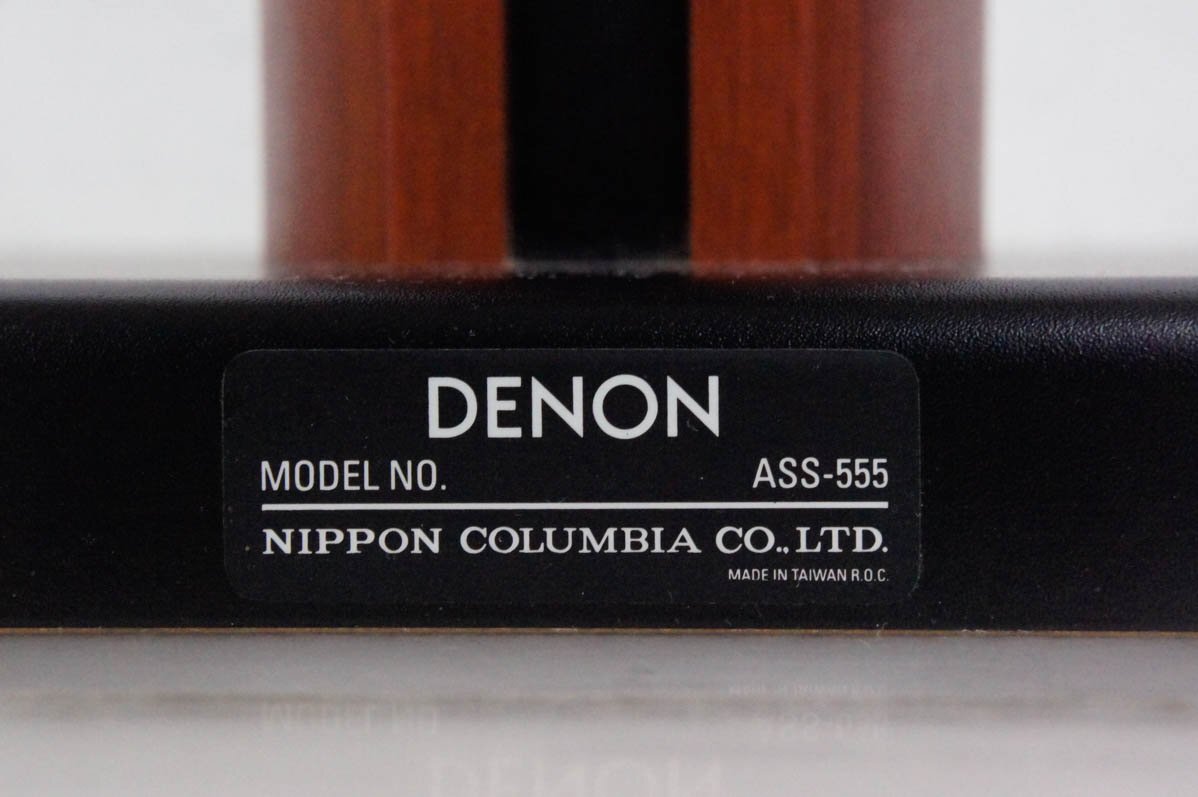 DENON
MODEL NO. ASS-555
NIPPON COLUMBIA CO.,LTD.
MADE IN TAIWAN R.O.C.